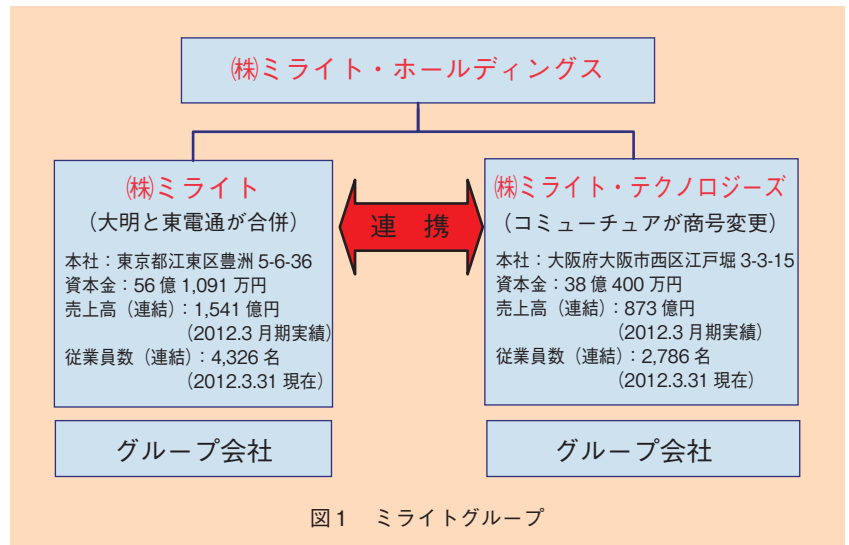 ㈱ミライト・ホールディングス
㈱ミライト
（大明と東電通が合併）
本社：東京都江東区豊洲 5-6-36
資本金：56 億 1,091 万円
売上高（連結）：1,541 億円
（2012.3 月期実績）
従業員数（連結）：4,326 名
（2012.3.31 現在）
連　携
㈱ミライト・テクノロジーズ
（コミューチュアが商号変更）
本社：大阪府大阪市西区江戸堀 3-3-15
資本金：38 億 400 万円
売上高（連結）：873 億円
（2012.3 月期実績）
従業員数（連結）：2,786 名
（2012.3.31 現在）
グループ会社
グループ会社
図1　ミライトグループ